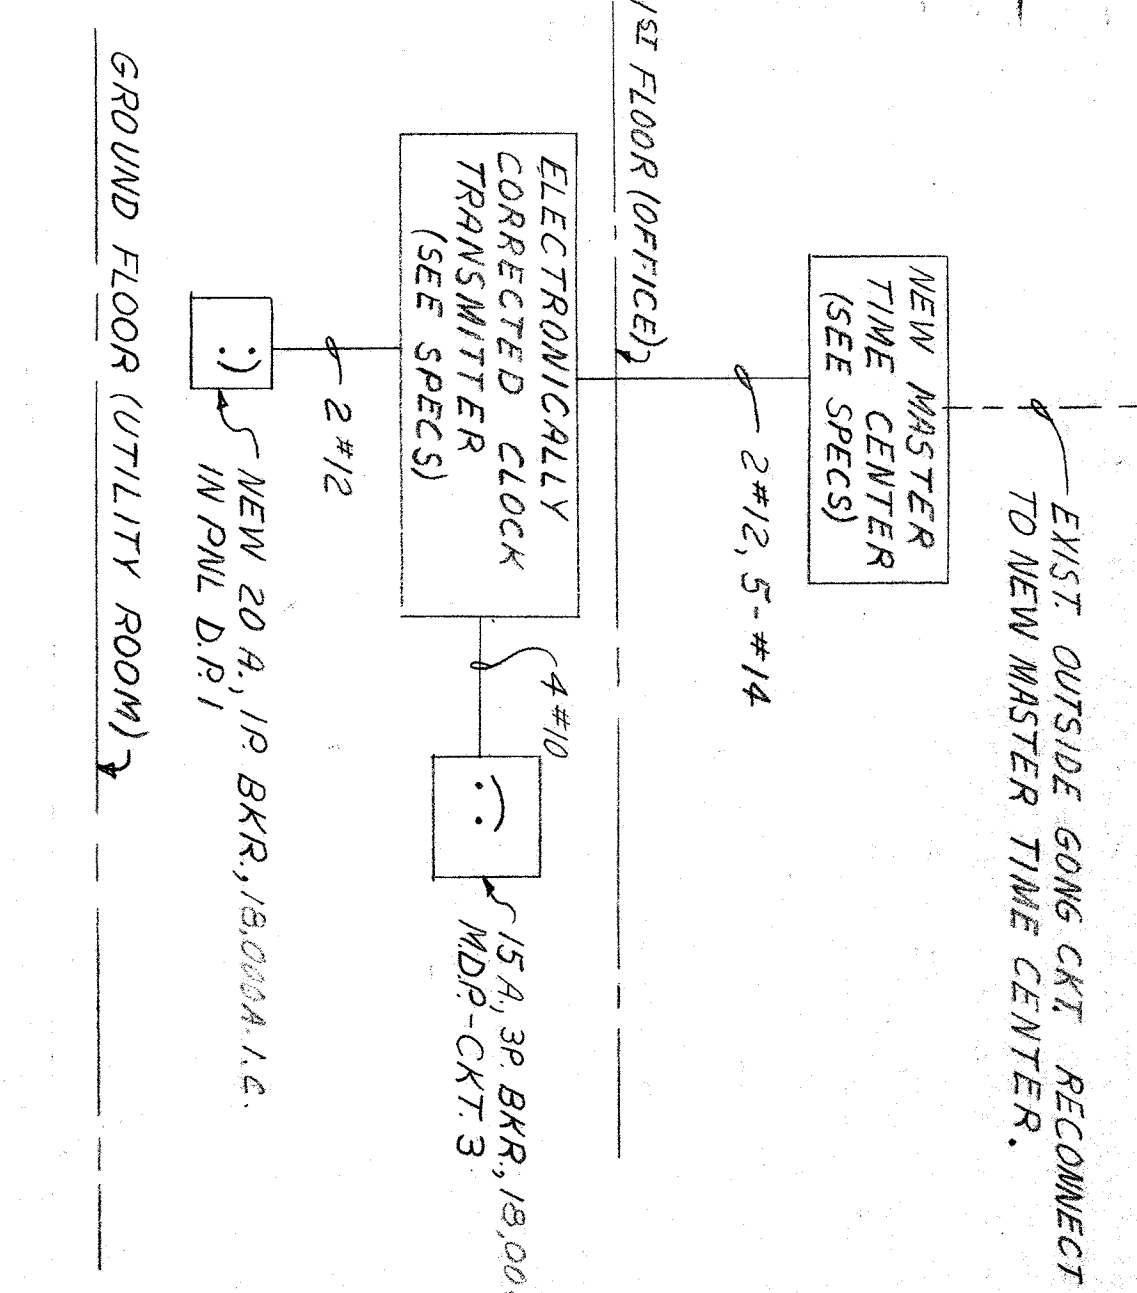 EXIST. OUTSIDE GONG CKT. RECONNECT
TO NEW MASTER TIME CENTER.
NEW MASTER
TIME CENTER
(SEE SPECS)
2#12, 5-#14
1ST FLOOR (OFFICE)
ELECTRONICALLY
CORRECTED CLOCK
TRANSMITTER
(SEE SPECS)
4#10
15 A., 3P. BKR., 18,00
M.D.P.-CKT. 3
2#12
NEW 20 A., 1P. BKR., 18,000A.I.C.
IN PNL D.P. 1
GROUND FLOOR (UTILITY ROOM)